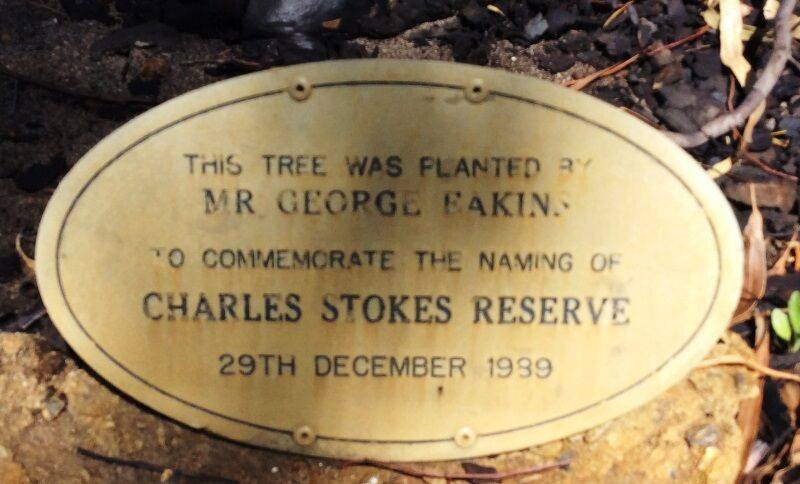 THIS TREE WAS PLANTED BY
MR GEORGE EAKINS
TO COMMEMORATE THE NAMING OF
CHARLES STOKES RESERVE
29TH DECEMBER 1989